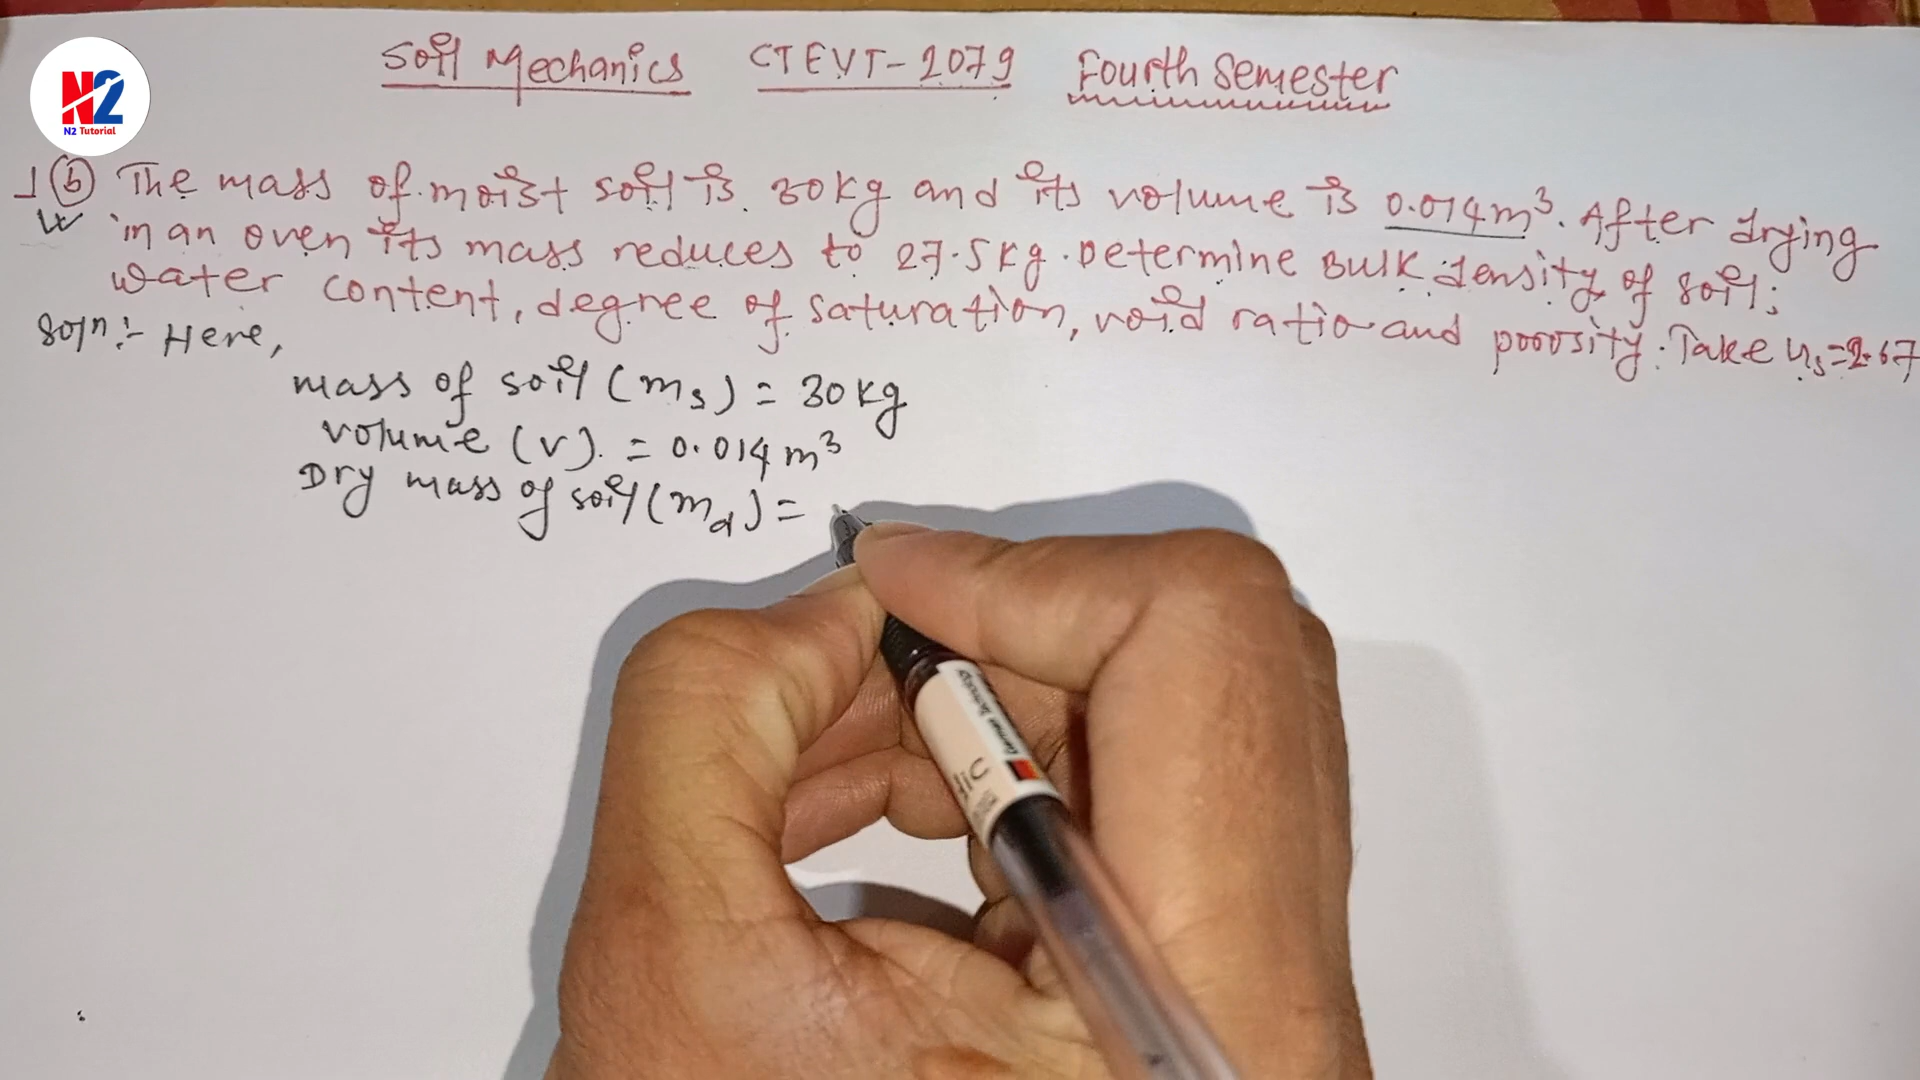 Soil Mechanics CTEVT-2079 Fourth Semester
N2
N2 Tutorial
1 (b) The mass of moist soil is 30kg and its volume is 0.014m³. After drying
in an oven its mass reduces to 27.5kg. Determine Bulk density of soil;
water content, degree of saturation, void ratio and porosity. Take Gs=2.67
Soln:- Here,
mass of soil (ms) = 30kg
volume (v). = 0.014 m³
Dry mass of soil (md) =
German Technology